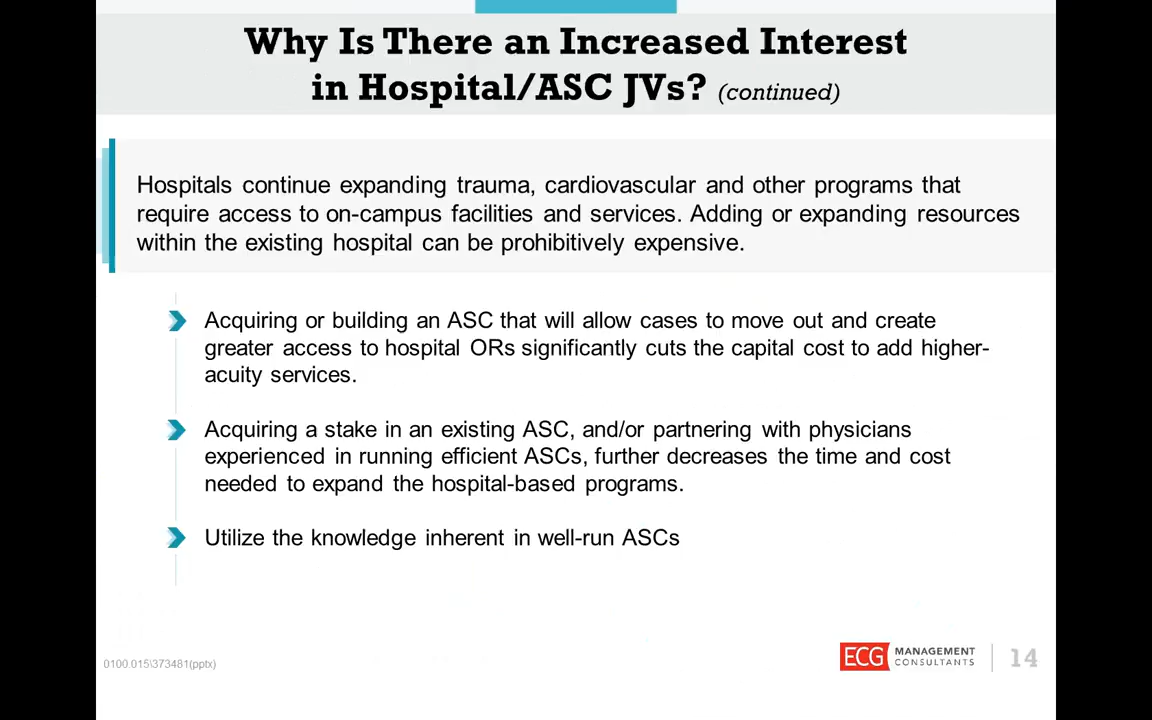 Why Is There an Increased Interest
in Hospital/ASC JVs? (continued)
Hospitals continue expanding trauma, cardiovascular and other programs that
require access to on-campus facilities and services. Adding or expanding resources
within the existing hospital can be prohibitively expensive.
Acquiring or building an ASC that will allow cases to move out and create
greater access to hospital ORs significantly cuts the capital cost to add higher-
acuity services.
Acquiring a stake in an existing ASC, and/or partnering with physicians
experienced in running efficient ASCs, further decreases the time and cost
needed to expand the hospital-based programs.
Utilize the knowledge inherent in well-run ASCs
0100.015\373481(pptx)
ECG MANAGEMENT
CONSULTANTS
14